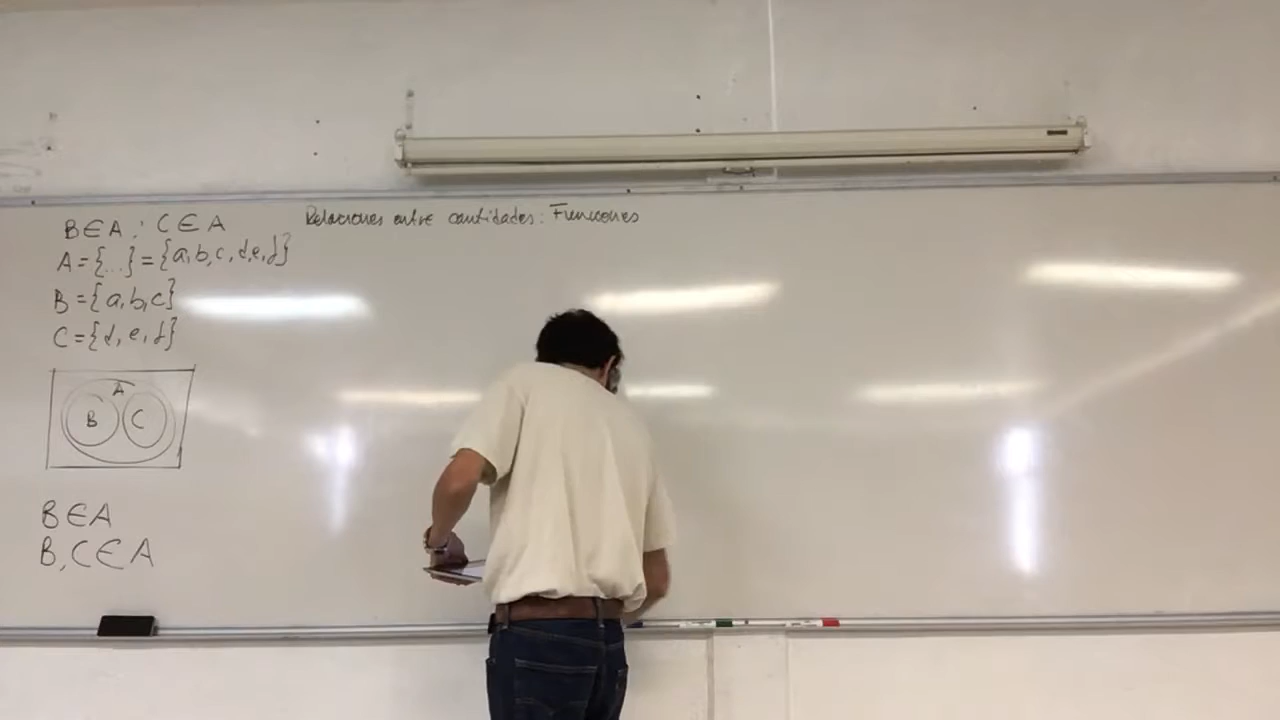 B∈A ; C∈A
A={...}={a,b,c,d,e,f}
B={a,b,c}
C={d,e,f}
A
B C
B∈A
B,C∈A
Relaciones entre cantidades: Funciones